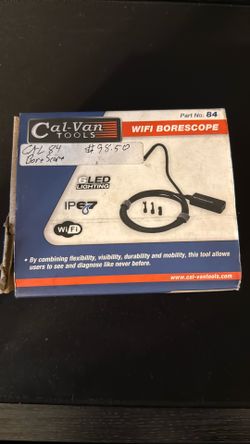 Cal-Van
TOOLS
Part No. 84
WIFI BORESCOPE
CAL 84 $98.50
Bore Scope
6LED
LIGHTING
IP67
WiFi
• By combining flexibility, visibility, durability and mobility, this tool allows
users to see and diagnose like never before.
www.cal-vantools.com